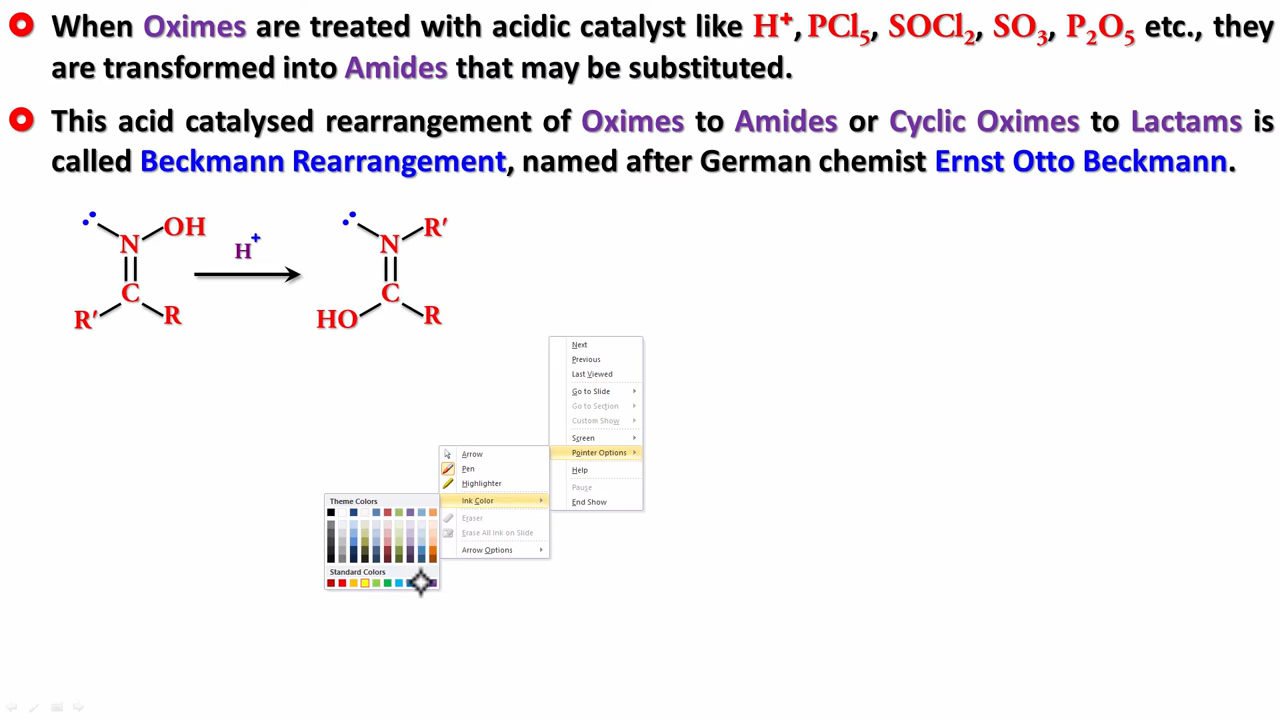 When Oximes are treated with acidic catalyst like H⁺, PCl₅, SOCl₂, SO₃, P₂O₅ etc., they
are transformed into Amides that may be substituted.
This acid catalysed rearrangement of Oximes to Amides or Cyclic Oximes to Lactams is
called Beckmann Rearrangement, named after German chemist Ernst Otto Beckmann.
N OH
C
R′ R
H⁺
N R′
C
HO R
Next
Previous
Last Viewed
Go to Slide
Go to Section
Custom Show
Screen
Pointer Options
Help
Pause
End Show
Arrow
Pen
Highlighter
Ink Color
Eraser
Erase All Ink on Slide
Arrow Options
Theme Colors
Standard Colors